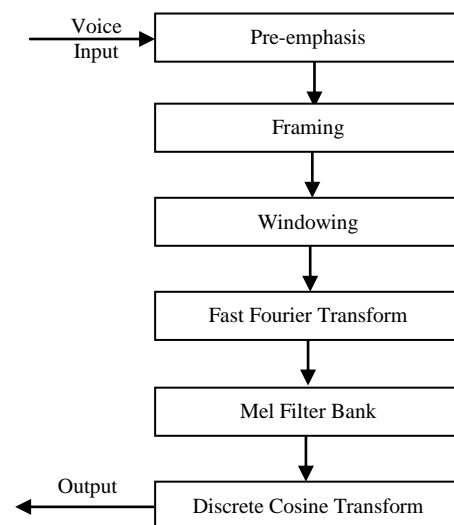 Voice
Input
Pre-emphasis
Framing
Windowing
Fast Fourier Transform
Mel Filter Bank
Output
Discrete Cosine Transform